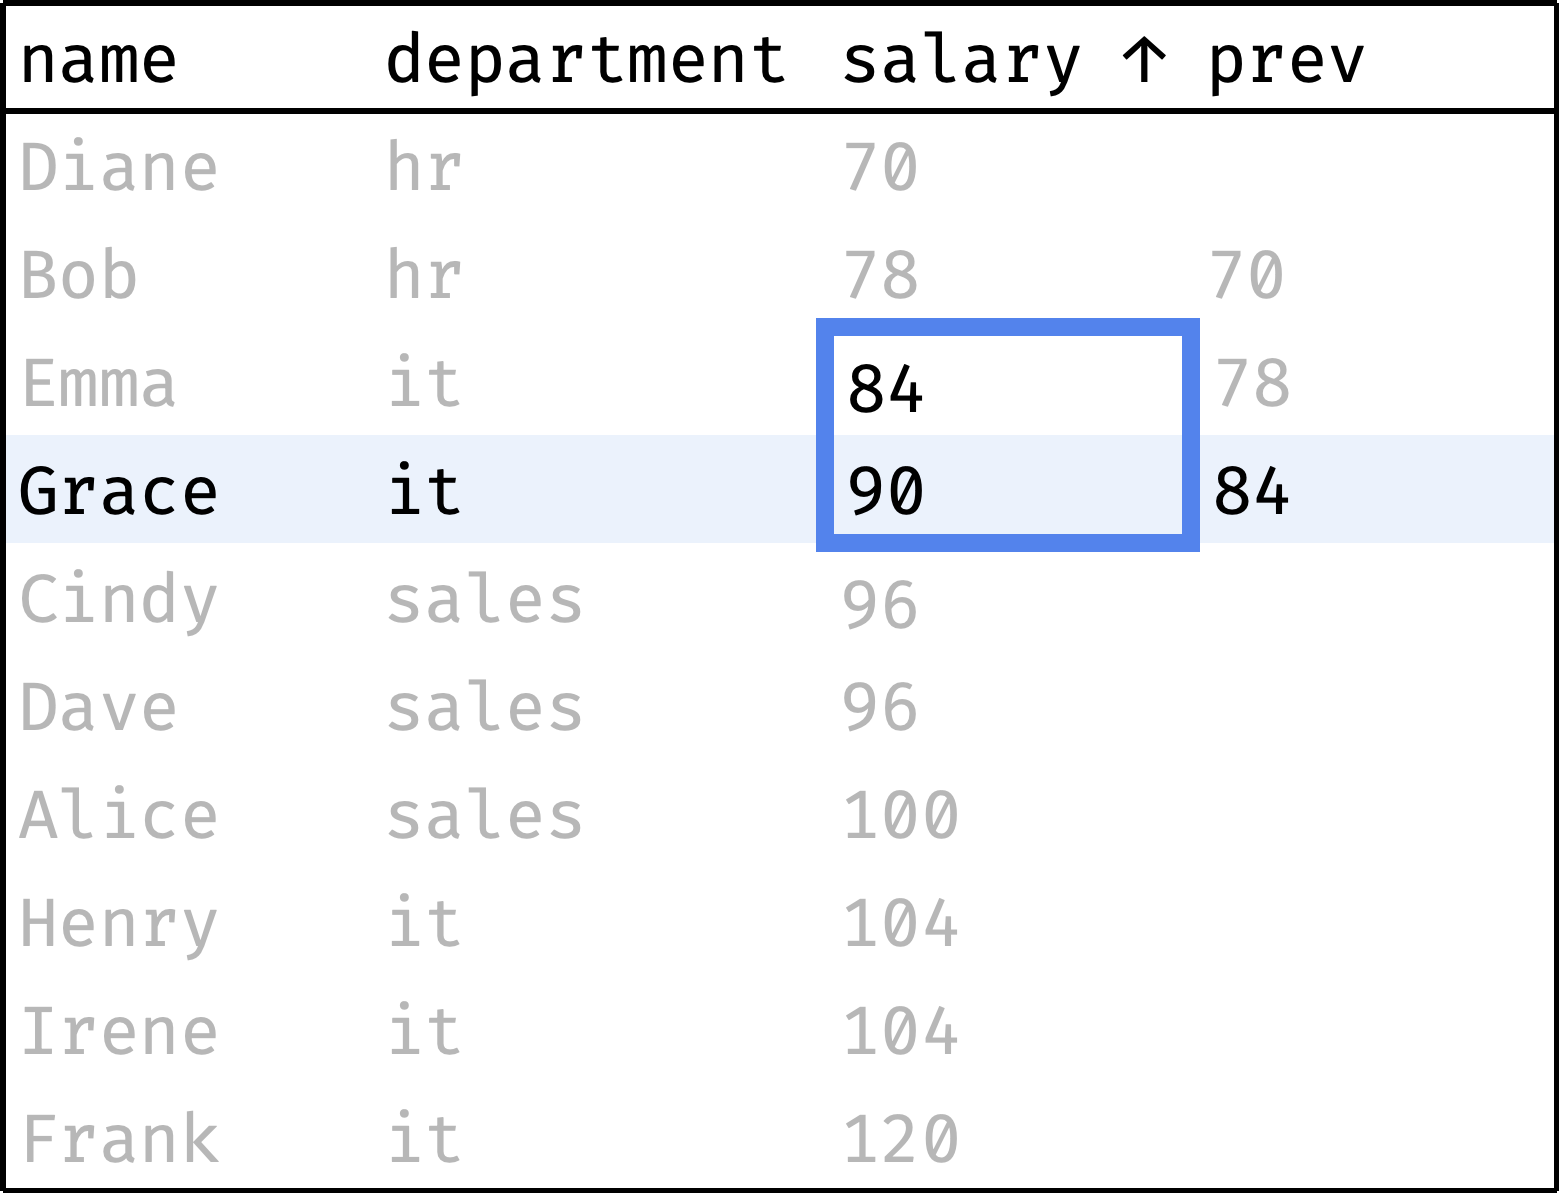 name department salary ↑ prev
Diane hr 70
Bob hr 78 70
Emma it 84 78
Grace it 90 84
Cindy sales 96
Dave sales 96
Alice sales 100
Henry it 104
Irene it 104
Frank it 120